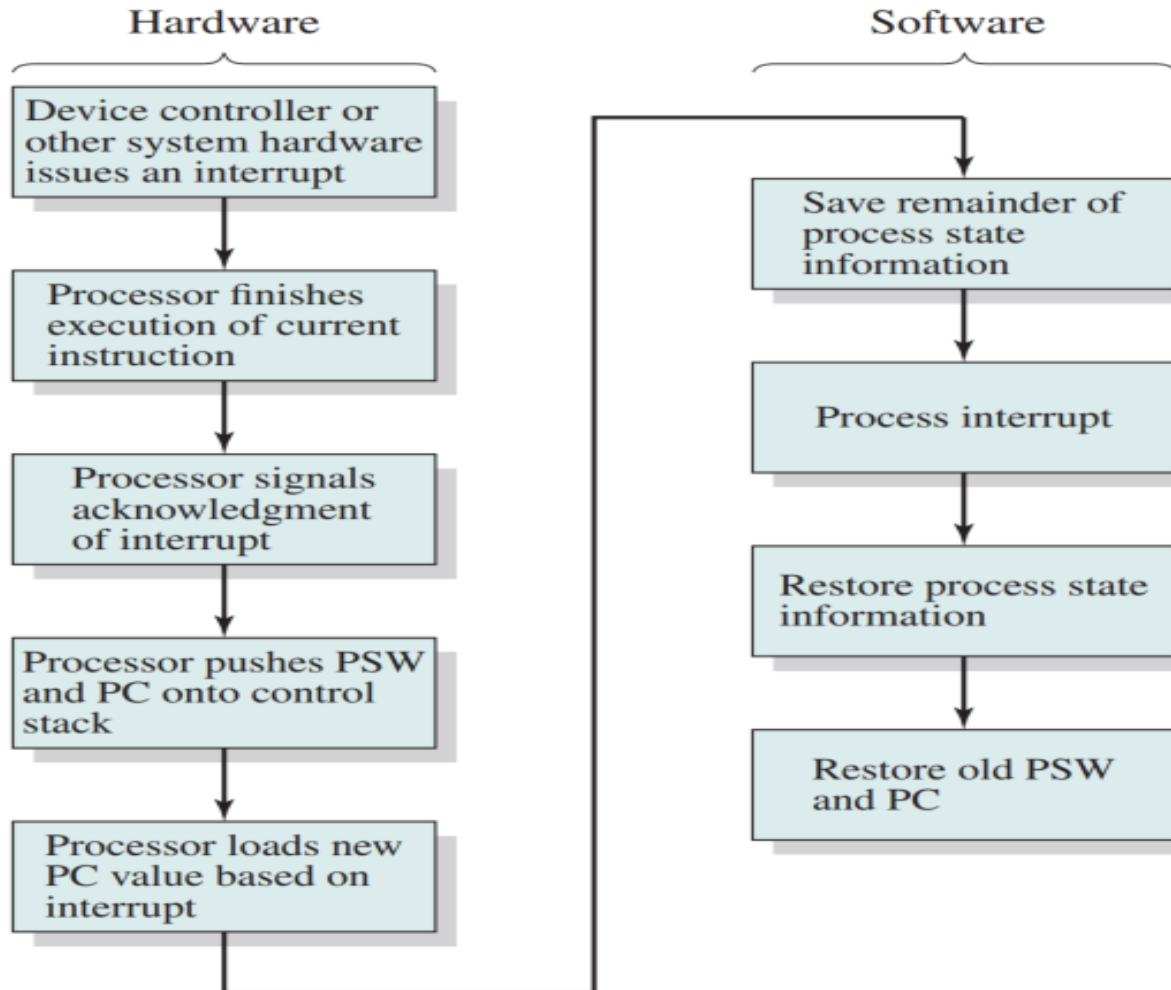 Hardware
Device controller or
other system hardware
issues an interrupt
Processor finishes
execution of current
instruction
Processor signals
acknowledgment
of interrupt
Processor pushes PSW
and PC onto control
stack
Processor loads new
PC value based on
interrupt
Software
Save remainder of
process state
information
Process interrupt
Restore process state
information
Restore old PSW
and PC